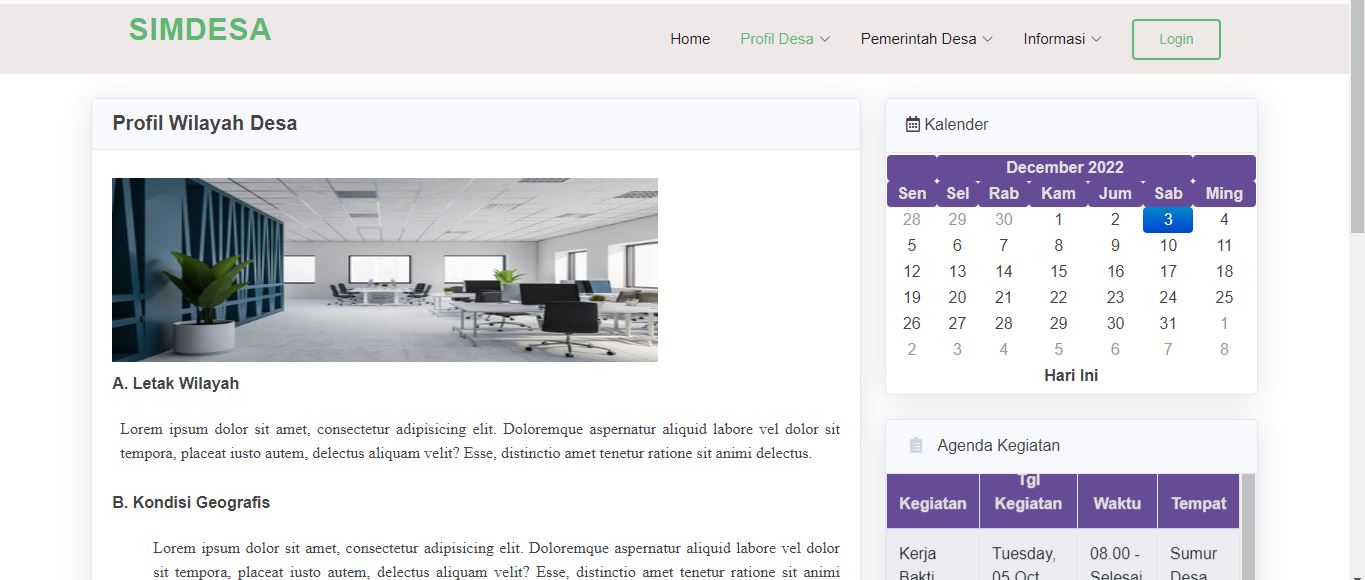 SIMDESA
Home Profil Desa Pemerintah Desa Informasi Login
Profil Wilayah Desa
A. Letak Wilayah
Lorem ipsum dolor sit amet, consectetur adipisicing elit. Doloremque aspernatur aliquid labore vel dolor sit
tempora, placeat iusto autem, delectus aliquam velit? Esse, distinctio amet tenetur ratione sit animi delectus.
B. Kondisi Geografis
Lorem ipsum dolor sit amet, consectetur adipisicing elit. Doloremque aspernatur aliquid labore vel dolor
sit tempora, placeat iusto autem, delectus aliquam velit? Esse, distinctio amet tenetur ratione sit animi
Kalender
December 2022
Sen Sel Rab Kam Jum Sab Ming
28 29 30 1 2 3 4
5 6 7 8 9 10 11
12 13 14 15 16 17 18
19 20 21 22 23 24 25
26 27 28 29 30 31 1
2 3 4 5 6 7 8
Hari Ini
Agenda Kegiatan
Kegiatan Tgl Kegiatan Waktu Tempat
Kerja Tuesday, 08.00 - Sumur
Bakti 05 Oct Selesai Desa